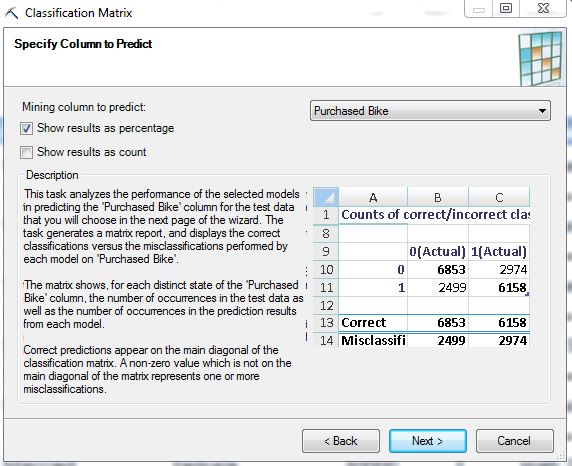 Classification Matrix
Specify Column to Predict
Mining column to predict:
Purchased Bike
Show results as percentage
Show results as count
Description
This task analyzes the performance of the selected models
in predicting the 'Purchased Bike' column for the test data
that you will choose in the next page of the wizard. The
task generates a matrix report, and displays the correct
classifications versus the misclassifications performed by
each model on 'Purchased Bike'.
The matrix shows, for each distinct state of the 'Purchased
Bike' column, the number of occurrences in the test data as
well as the number of occurrences in the prediction results
from each model.
Correct predictions appear on the main diagonal of the
classification matrix. A non-zero value which is not on the
main diagonal of the matrix represents one or more
misclassifications.
A B C
1 Counts of correct/incorrect clas
8
9 0(Actual) 1(Actual)
10 0 6853 2974
11 1 2499 6158
12
13 Correct 6853 6158
14 Misclassifi 2499 2974
< Back
Next >
Cancel